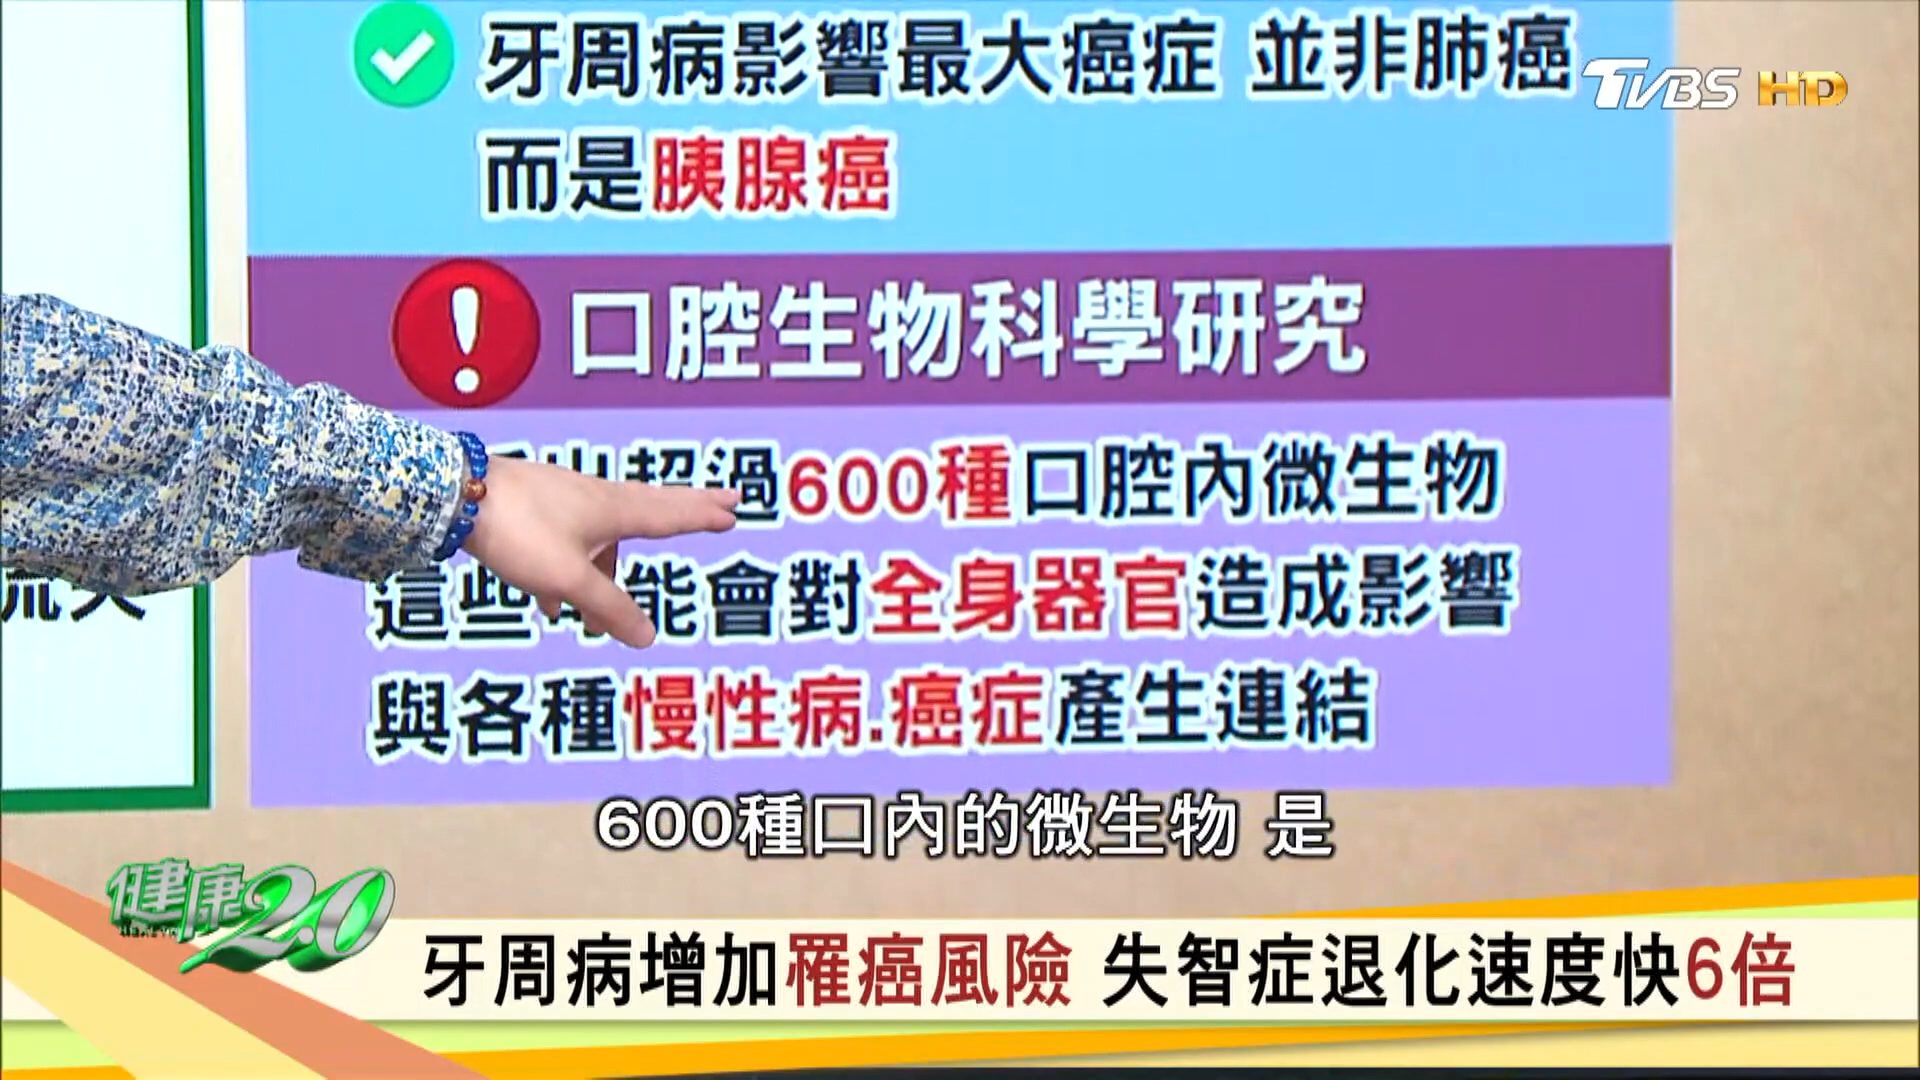 牙周病影響最大癌症 並非肺癌
TVBS HD
而是胰腺癌
口腔生物科學研究
超過600種口腔內微生物
這些可能會對全身器官造成影響
與各種慢性病.癌症產生連結
600種口內的微生物 是
健康2.0
HEALTH
牙周病增加罹癌風險 失智症退化速度快6倍